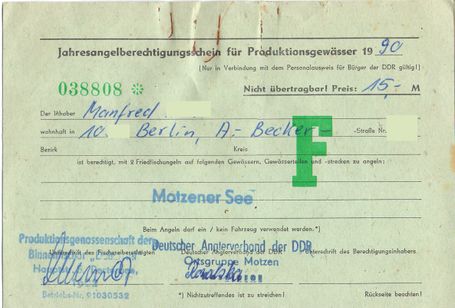 Jahresangelberechtigungsschein für Produktionsgewässer 1990
(Nur in Verbindung mit dem Personalausweis für Bürger der DDR gültig!)
038808 *
Nicht übertragbar! Preis: 15,- M
Der Inhaber Manfred
wohnhaft in 10 Berlin, A.-Becker- -Straße Nr.
Bezirk Kreis
ist berechtigt, mit 2 Friedfischangeln auf folgenden Gewässern, Gewässerteilen und -strecken zu angeln:
F
Motzener See
Beim Angeln darf ein / kein Fahrzeug verwendet werden. *)
Produktionsgenossenschaft der
Deutscher Anglerverband der DDR
Unterschrift des Berechtigungsinhabers
Ortsgruppe Motzen
Betriebs-Nr. 91030532
*) Nichtzutreffendes ist zu streichen!
Rückseite beachten!